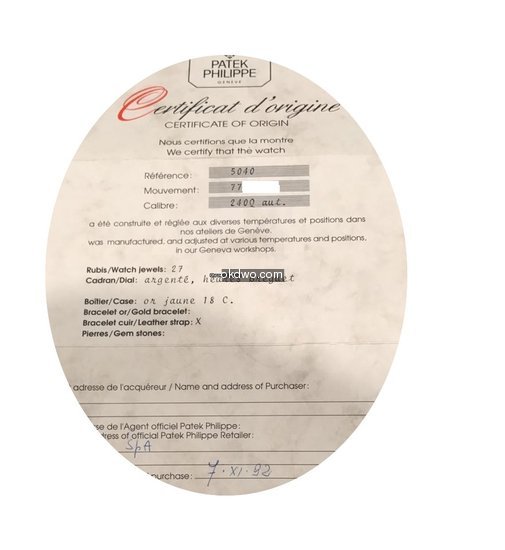 PATEK
PHILIPPE
GENEVE
Certificat d'origine
CERTIFICATE OF ORIGIN
Nous certifions que la montre
We certify that the watch
Référence: 5040
Mouvement: 77
Calibre: 240Q aut.
a été construite et réglée aux diverses températures et positions dans
nos ateliers de Genève.
was manufactured, and adjusted at various temperatures and positions,
in our Geneva workshops.
Rubis/Watch jewels: 27
okdwo.com
Cadran/Dial: argenté,
Boîtier/Case: or jaune 18 C.
Bracelet or/Gold bracelet:
Bracelet cuir/Leather strap: X
Pierres/Gem stones:
adresse de l'acquéreur / Name and address of Purchaser:
se de l'Agent officiel Patek Philippe:
ress of official Patek Philippe Retailer:
SpA
purchase: 7·XI·92